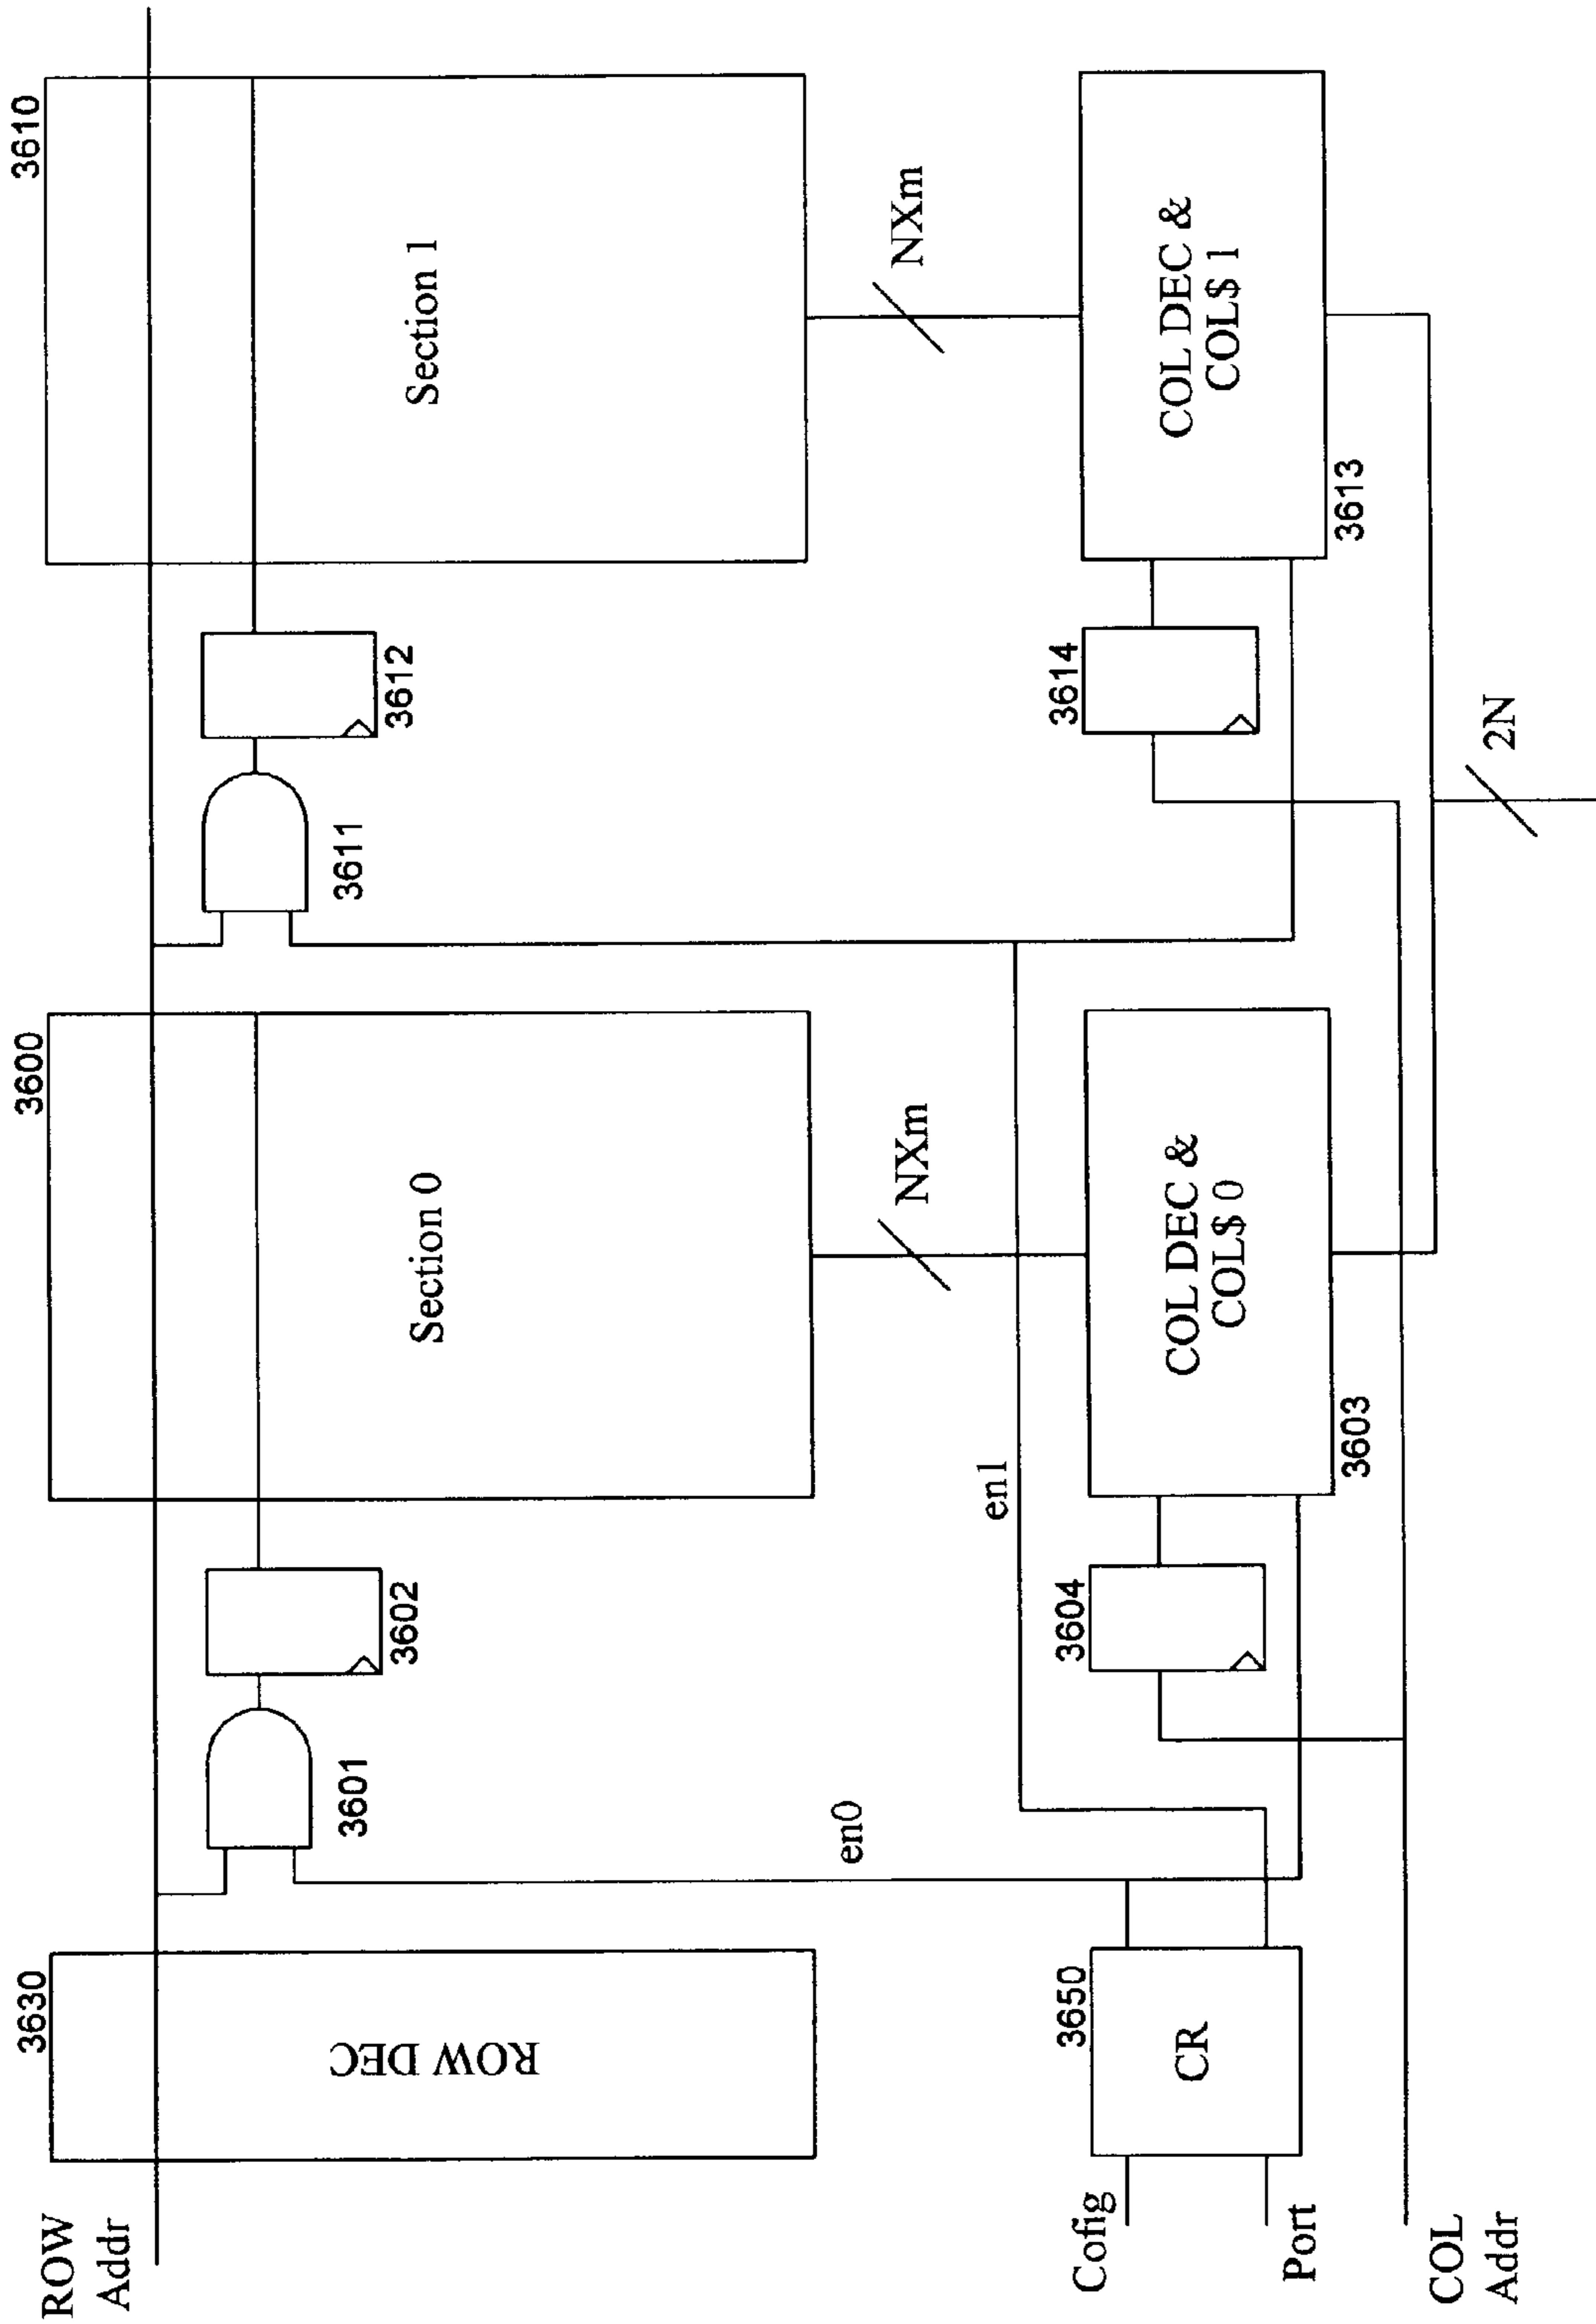 ROW
Addr
3630
ROW DEC
3601
3602
3600
Section 0
3611
3612
3610
Section 1
en0
en1
NXm
NXm
Cofig
Port
3650
CR
3604
COL DEC &
COL$ 0
3603
3614
COL DEC &
COL$ 1
3613
COL
Addr
2N